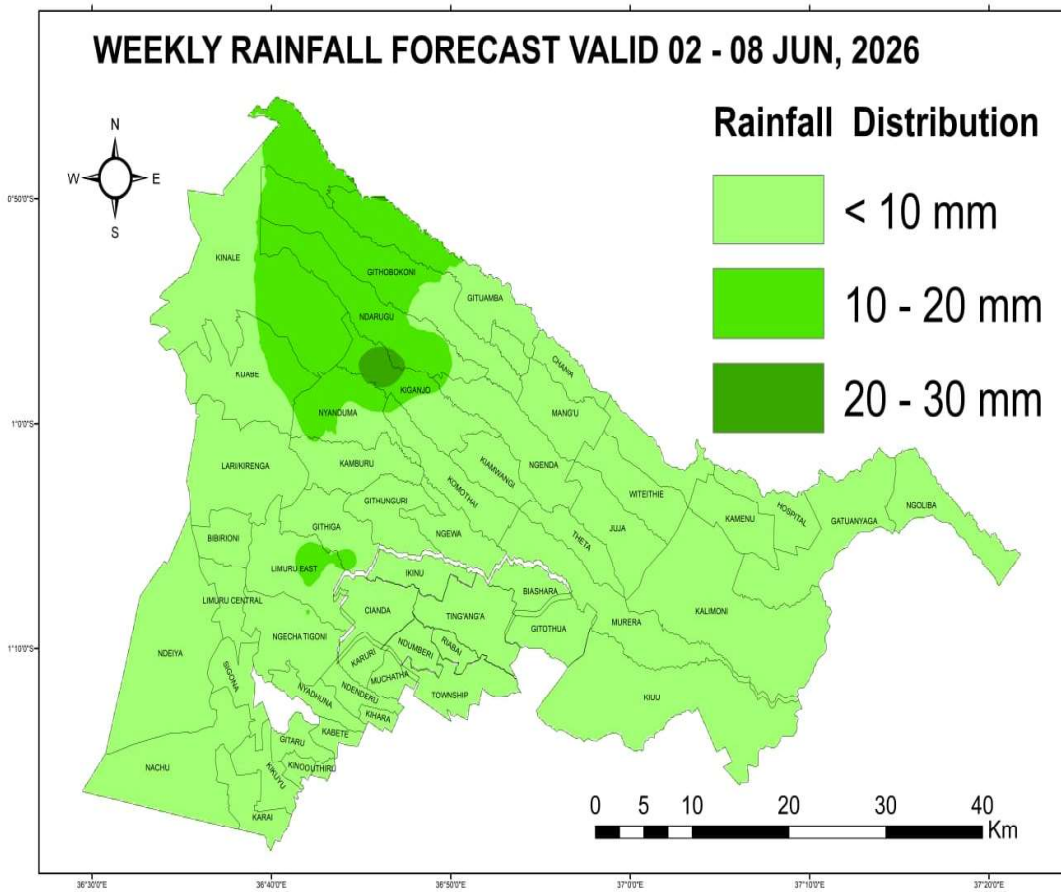 WEEKLY RAINFALL FORECAST VALID 02 - 08 JUN, 2026
Rainfall Distribution
< 10 mm
10 - 20 mm
20 - 30 mm
N
W E
S
0°50'0"S
1°0'0"S
1°10'0"S
KINALE
GITHOBOKONI
GITUAMBA
NDARUGU
CHANIA
KIJABE
KIGANJO
NYANDUMA
MANG'U
LARI/KIRENGA
KAMBURU
KIAMWANGI
NGENDA
KOMOTHAI
WITEITHIE
GITHUNGURI
KAMENU
HOSPITAL
GATUANYAGA
NGOLIBA
GITHIGA
NGEWA
THETA
JUJA
BIBIRIONI
LIMURU EAST
IKINU
BIASHARA
LIMURU CENTRAL
CIANDA
TING'ANG'A
GITOTHUA
MURERA
KALIMONI
NGECHA TIGONI
NDEIYA
SIGONA
KARURI
NDUMBERI
RIABAI
MUCHATHA
NYADHUNA
NDENDERU
TOWNSHIP
KIUU
KIHARA
KABETE
GITARU
NACHU
KIKUYU
KINOO
UTHIRU
KARAI
0 5 10 20 30 40
Km
36°30'0"E 36°40'0"E 36°50'0"E 37°0'0"E 37°10'0"E 37°20'0"E